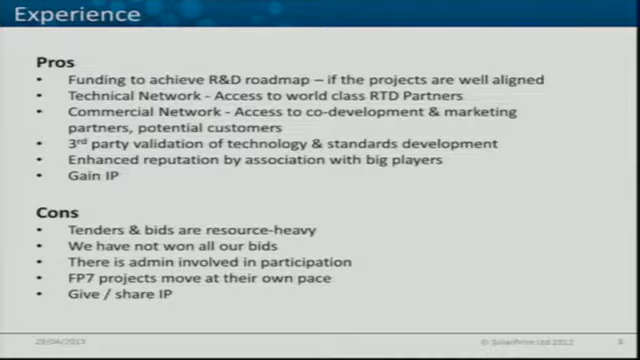 Experience
Pros
• Funding to achieve R&D roadmap – if the projects are well aligned
• Technical Network - Access to world class RTD Partners
• Commercial Network - Access to co-development & marketing
partners, potential customers
• 3rd party validation of technology & standards development
• Enhanced reputation by association with big players
• Gain IP
Cons
• Tenders & bids are resource-heavy
• We have not won all our bids
• There is admin involved in participation
• FP7 projects move at their own pace
• Give / share IP
29/04/2013 © SolarPrint Ltd 2012 8